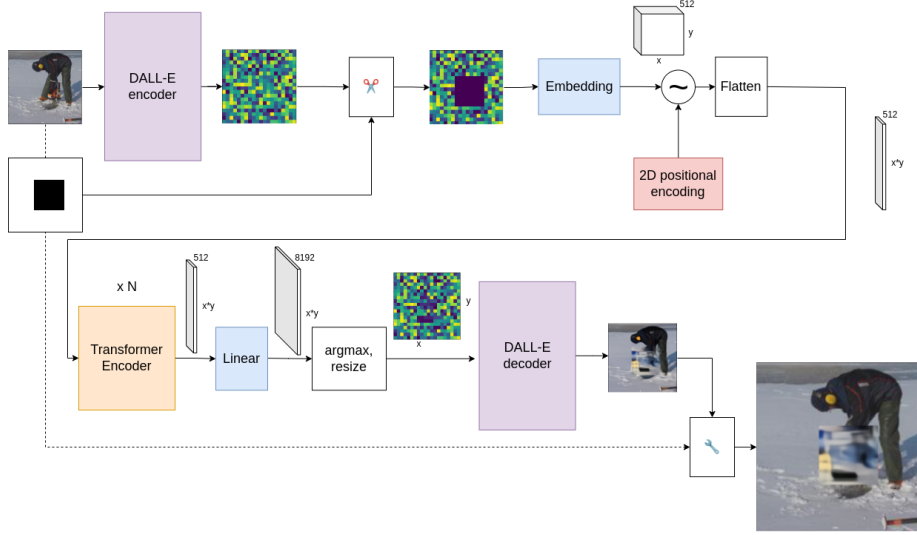 512
y
x
DALL-E
encoder
Embedding
~
Flatten
512
x*y
2D positional
encoding
x N
512
x*y
8192
x*y
y
x
Transformer
Encoder
Linear
argmax,
resize
DALL-E
decoder